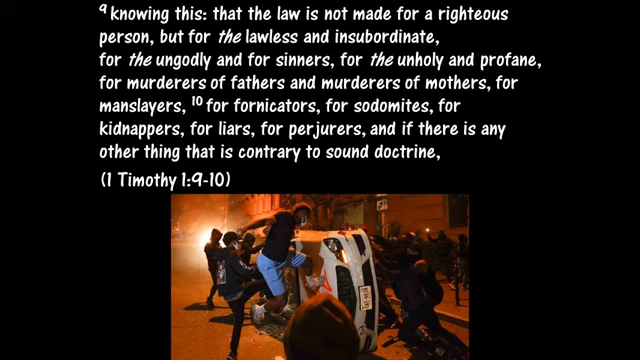 9 knowing this: that the law is not made for a righteous
person, but for the lawless and insubordinate,
for the ungodly and for sinners, for the unholy and profane,
for murderers of fathers and murderers of mothers, for
manslayers, 10 for fornicators, for sodomites, for
kidnappers, for liars, for perjurers, and if there is any
other thing that is contrary to sound doctrine,
(1 Timothy 1:9-10)